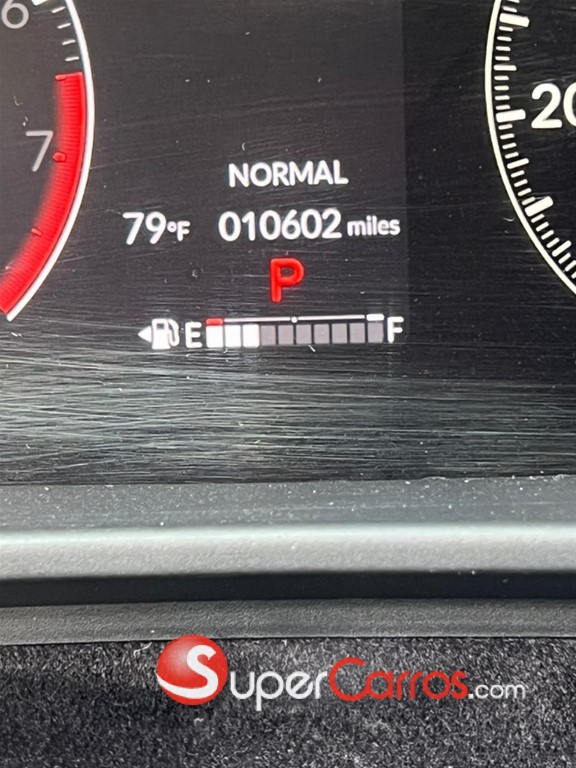 6
7
20
NORMAL
79°F 010602 miles
P
E F
SuperCarros.com